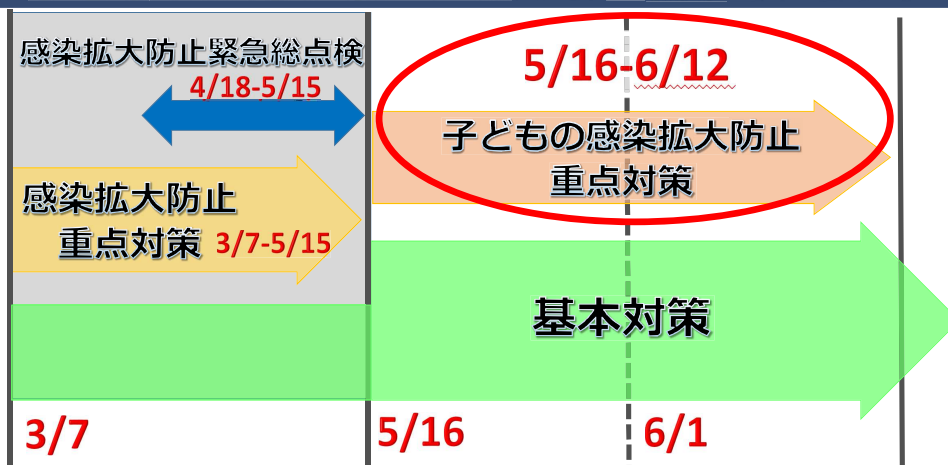 感染拡大防止緊急総点検
4/18-5/15
5/16-6/12
子どもの感染拡大防止
重点対策
感染拡大防止
重点対策 3/7-5/15
基本対策
3/7
5/16
6/1